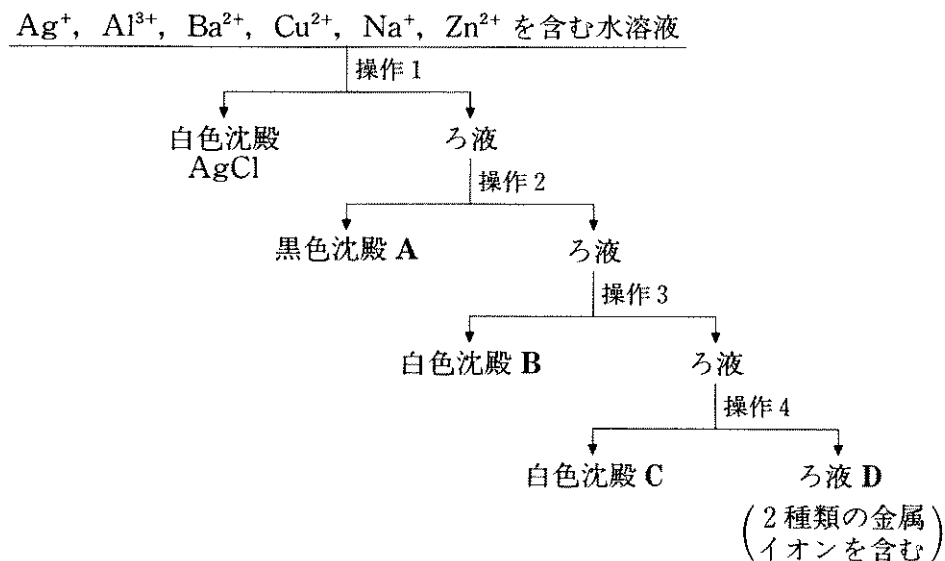 Ag⁺, Al³⁺, Ba²⁺, Cu²⁺, Na⁺, Zn²⁺ を含む水溶液
操作1
白色沈殿
AgCl
ろ液
操作2
黒色沈殿 A
ろ液
操作3
白色沈殿 B
ろ液
操作4
白色沈殿 C
ろ液 D
(2種類の金属
イオンを含む)